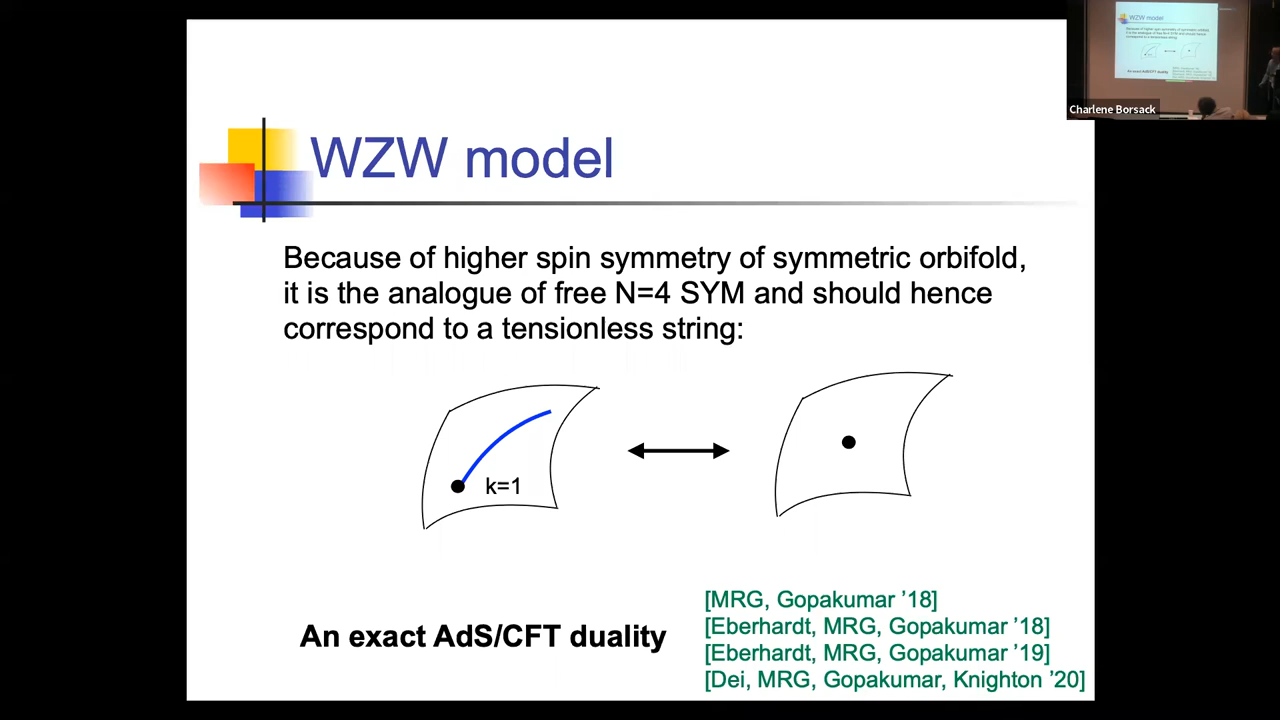 WZW model
Because of higher spin symmetry of symmetric orbifold,
it is the analogue of free N=4 SYM and should hence
correspond to a tensionless string:
k=1
An exact AdS/CFT duality
[MRG, Gopakumar ’18]
[Eberhardt, MRG, Gopakumar ’18]
[Eberhardt, MRG, Gopakumar ’19]
[Dei, MRG, Gopakumar, Knighton ’20]
WZW model
Charlene Borsack